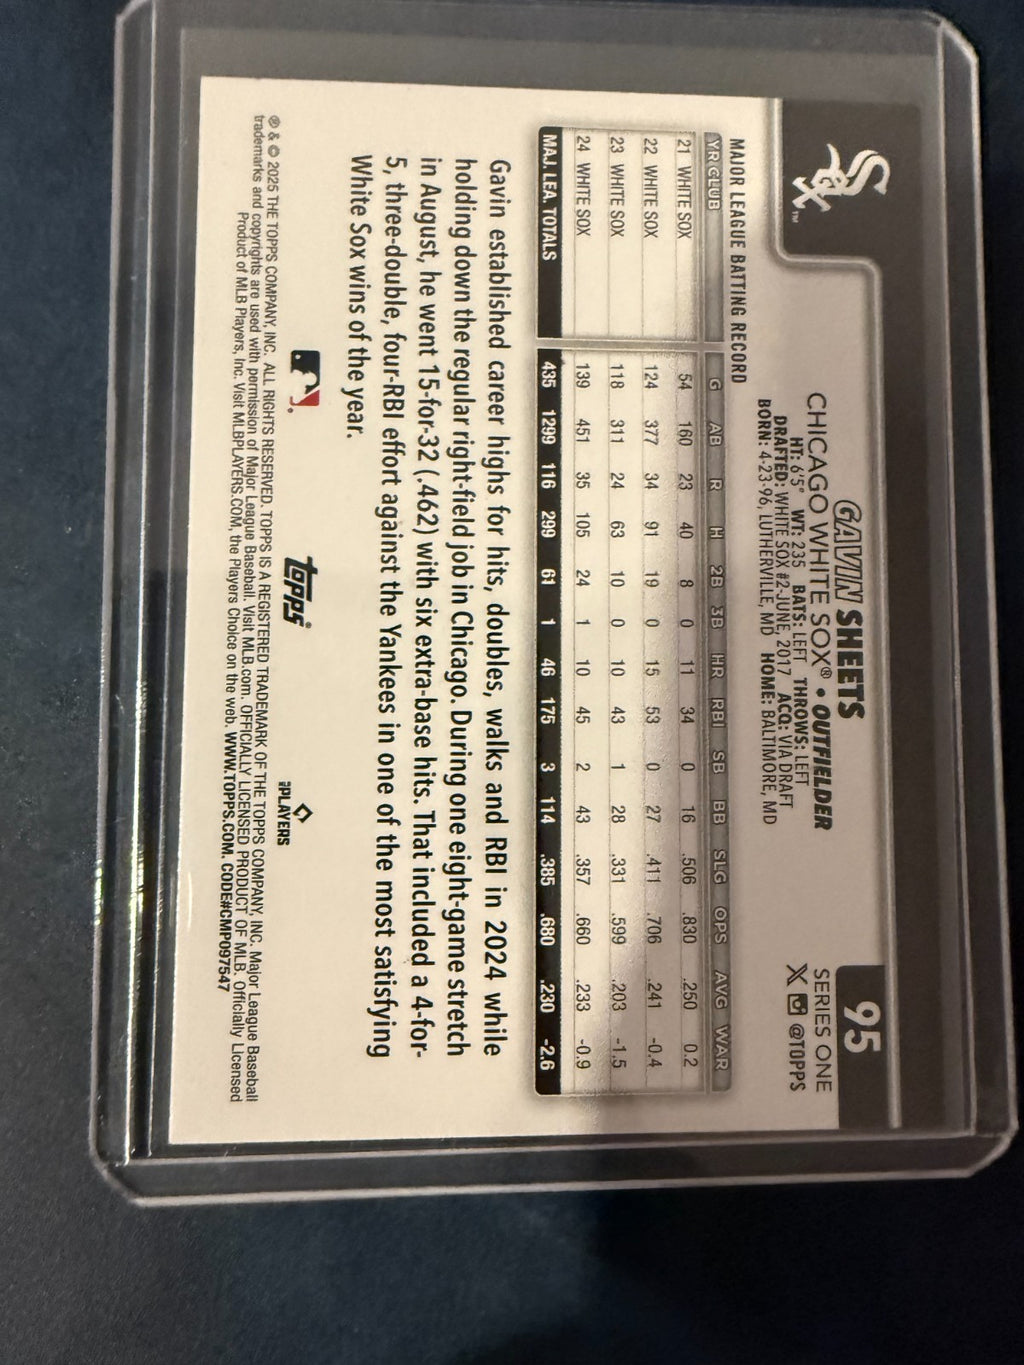 95
SERIES ONE
@TOPPS
Sox™
GAVIN SHEETS
CHICAGO WHITE SOX® • OUTFIELDER
HT: 6'5" WT: 235 BATS: LEFT THROWS: LEFT
DRAFTED: WHITE SOX #2-JUNE, 2017 ACQ: VIA DRAFT
BORN: 4-23-96, LUTHERVILLE, MD HOME: BALTIMORE, MD
MAJOR LEAGUE BATTING RECORD
YR CLUB G AB R H 2B 3B HR RBI SB BB SLG OPS AVG WAR
21 WHITE SOX 54 160 23 40 8 0 11 34 0 16 .506 .830 .250 0.2
22 WHITE SOX 124 377 34 91 19 0 15 53 0 27 .411 .706 .241 -0.4
23 WHITE SOX 118 311 24 63 10 0 10 43 1 28 .331 .599 .203 -1.5
24 WHITE SOX 139 451 35 105 24 1 10 45 2 43 .357 .660 .233 -0.9
MAJ. LEA. TOTALS 435 1299 116 299 61 1 46 175 3 114 .385 .680 .230 -2.6
Gavin established career highs for hits, doubles, walks and RBI in 2024 while
holding down the regular right-field job in Chicago. During one eight-game stretch
in August, he went 15-for-32 (.462) with six extra-base hits. That included a 4-for-
5, three-double, four-RBI effort against the Yankees in one of the most satisfying
White Sox wins of the year.
topps®
PLAYERS
® & © 2025 THE TOPPS COMPANY, INC. ALL RIGHTS RESERVED. TOPPS IS A REGISTERED TRADEMARK OF THE TOPPS COMPANY, INC. Major League Baseball
trademarks and copyrights are used with permission of Major League Baseball. Visit MLB.com. OFFICIALLY LICENSED PRODUCT OF MLB. Officially Licensed
Product of MLB Players, Inc. Visit MLBPLAYERS.COM, the Players Choice on the web. WWW.TOPPS.COM. CODE#CMP097547